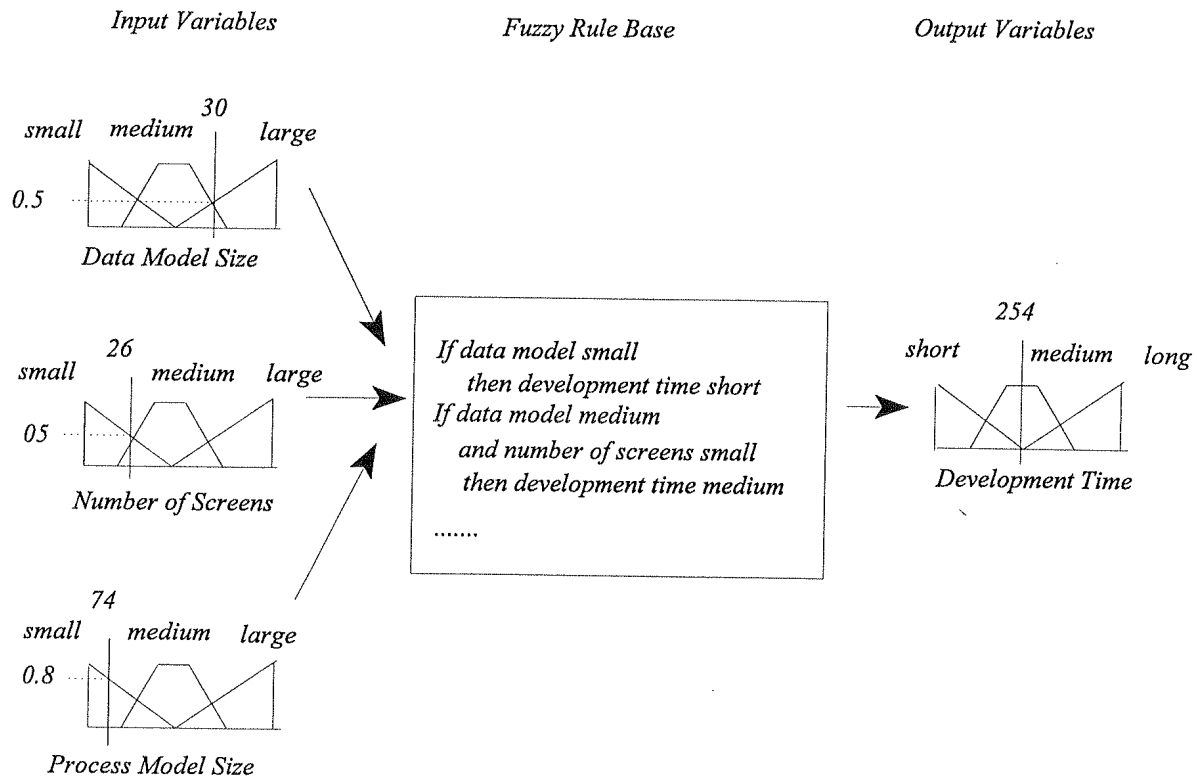 Input Variables
Fuzzy Rule Base
Output Variables
30
small medium large
0.5
Data Model Size
26
small medium large
05
Number of Screens
74
small medium large
0.8
Process Model Size
If data model small
then development time short
If data model medium
and number of screens small
then development time medium
.......
254
short medium long
Development Time